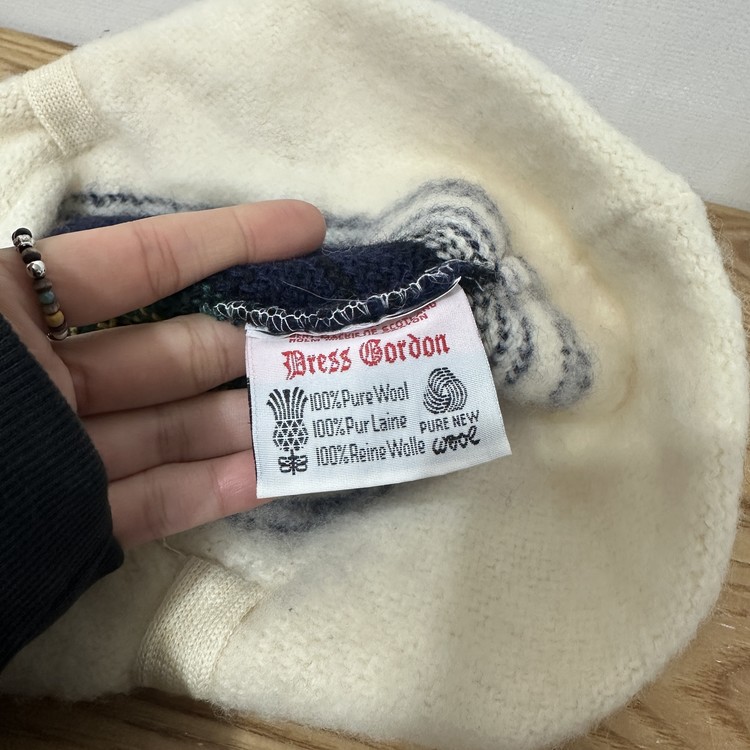 Dress Gordon
100% Pure Wool
100% Pur Laine
100% Reine Wolle
PURE NEW
wool